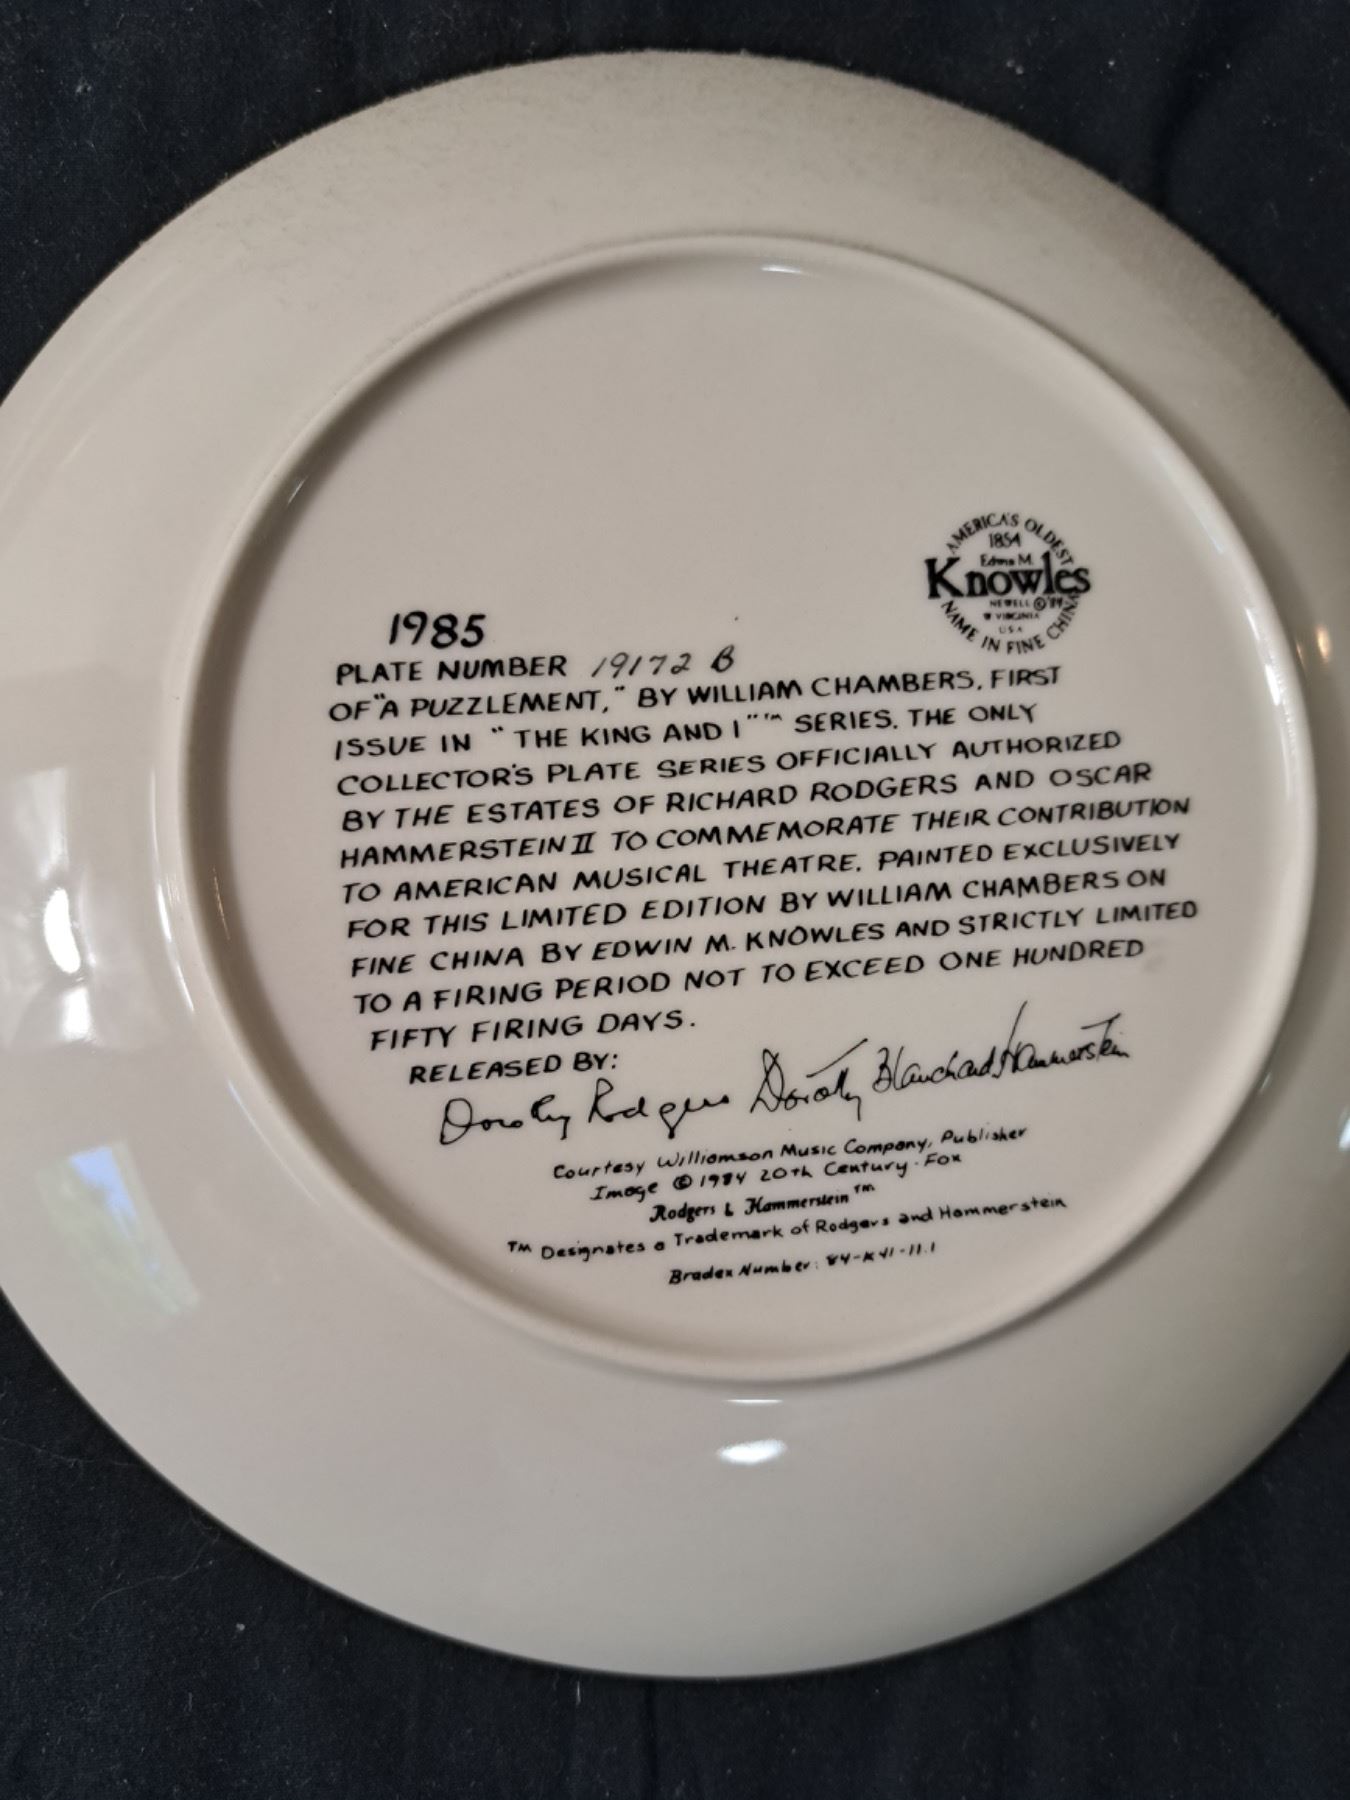 AMERICA'S OLDEST
1854
Edwin M.
Knowles
NEWELL © '84
W VIRGINIA
USA
NAME IN FINE CHINA
1985
PLATE NUMBER 19172 B
OF "A PUZZLEMENT," BY WILLIAM CHAMBERS, FIRST
ISSUE IN "THE KING AND I"™ SERIES. THE ONLY
COLLECTOR'S PLATE SERIES OFFICIALLY AUTHORIZED
BY THE ESTATES OF RICHARD RODGERS AND OSCAR
HAMMERSTEIN II TO COMMEMORATE THEIR CONTRIBUTION
TO AMERICAN MUSICAL THEATRE. PAINTED EXCLUSIVELY
FOR THIS LIMITED EDITION BY WILLIAM CHAMBERS ON
FINE CHINA BY EDWIN M. KNOWLES AND STRICTLY LIMITED
TO A FIRING PERIOD NOT TO EXCEED ONE HUNDRED
FIFTY FIRING DAYS.
RELEASED BY:
Dorothy Rodgers Dorothy Blanchard Hammerstein
Courtesy Williamson Music Company, Publisher
Image © 1984 20th Century-Fox
Rodgers & Hammerstein™
™ Designates a Trademark of Rodgers and Hammerstein
Bradex Number: 84-K41-11.1